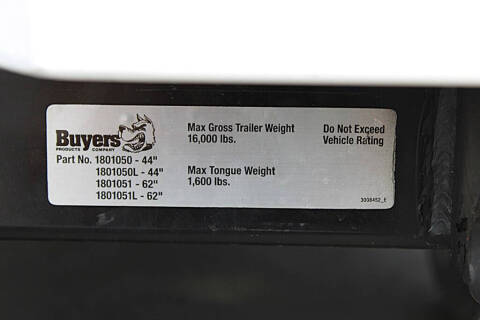 Buyers
PRODUCTS COMPANY
Part No. 1801050 - 44"
1801050L - 44"
1801051 - 62"
1801051L - 62"
Max Gross Trailer Weight
16,000 lbs.
Max Tongue Weight
1,600 lbs.
Do Not Exceed
Vehicle Rating
3008452_E